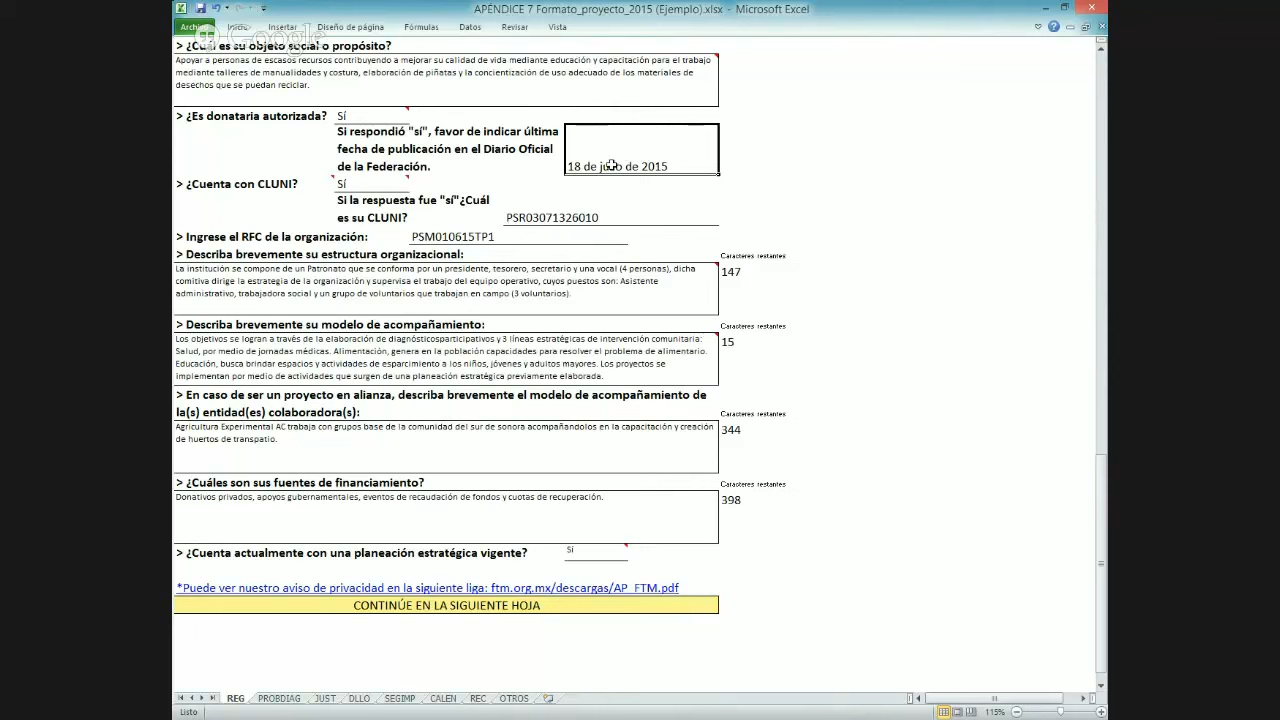 APÉNDICE 7 Formato_proyecto_2015 (Ejemplo).xlsx - Microsoft Excel
Archivo Inicio Insertar Diseño de página Fórmulas Datos Revisar Vista
Google
> ¿Cuál es su objeto social o propósito?
Apoyar a personas de escasos recursos contribuyendo a mejorar su calidad de vida mediante educación y capacitación para el trabajo
mediante talleres de manualidades y costura, elaboración de piñatas y la concientización de uso adecuado de los materiales de
desechos que se puedan reciclar.
> ¿Es donataria autorizada? Sí
Si respondió "sí", favor de indicar última
fecha de publicación en el Diario Oficial
de la Federación. 18 de de 2015
> ¿Cuenta con CLUNI? Sí
Si la respuesta fue "sí"¿Cuál
es su CLUNI? PSR03071326010
> Ingrese el RFC de la organización: PSM010615TP1
> Describa brevemente su estructura organizacional: Caracteres restantes
La institución se compone de un Patronato que se conforma por un presidente, tesorero, secretario y una vocal (4 personas), dicha 147
comitiva dirige la estrategia de la organización y supervisa el trabajo del equipo operativo, cuyos puestos son: Asistente
administrativo, trabajadora social y un grupo de voluntarios que trabajan en campo (3 voluntarios).
> Describa brevemente su modelo de acompañamiento: Caracteres restantes
Los objetivos se logran a través de la elaboración de diagnósticosparticipativos y 3 líneas estratégicas de intervención comunitaria: 15
Salud, por medio de jornadas médicas. Alimentación, genera en la población capacidades para resolver el problema de alimentario.
Educación, busca brindar espacios y actividades de esparcimiento a los niños, jóvenes y adultos mayores. Los proyectos se
implementan por medio de actividades que surgen de una planeación estratégica previamente elaborada.
> En caso de ser un proyecto en alianza, describa brevemente el modelo de acompañamiento de
la(s) entidad(es) colaboradora(s): Caracteres restantes
Agricultura Experimental AC trabaja con grupos base de la comunidad del sur de sonora acompañandolos en la capacitación y creación 344
de huertos de transpatio.
> ¿Cuáles son sus fuentes de financiamiento? Caracteres restantes
Donativos privados, apoyos gubernamentales, eventos de recaudación de fondos y cuotas de recuperación. 398
> ¿Cuenta actualmente con una planeación estratégica vigente? Sí
*Puede ver nuestro aviso de privacidad en la siguiente liga: ftm.org.mx/descargas/AP_FTM.pdf
CONTINÚE EN LA SIGUIENTE HOJA
REG PROBDIAG JUST DLLO SEGIMP CALEN REC OTROS
Listo 115%